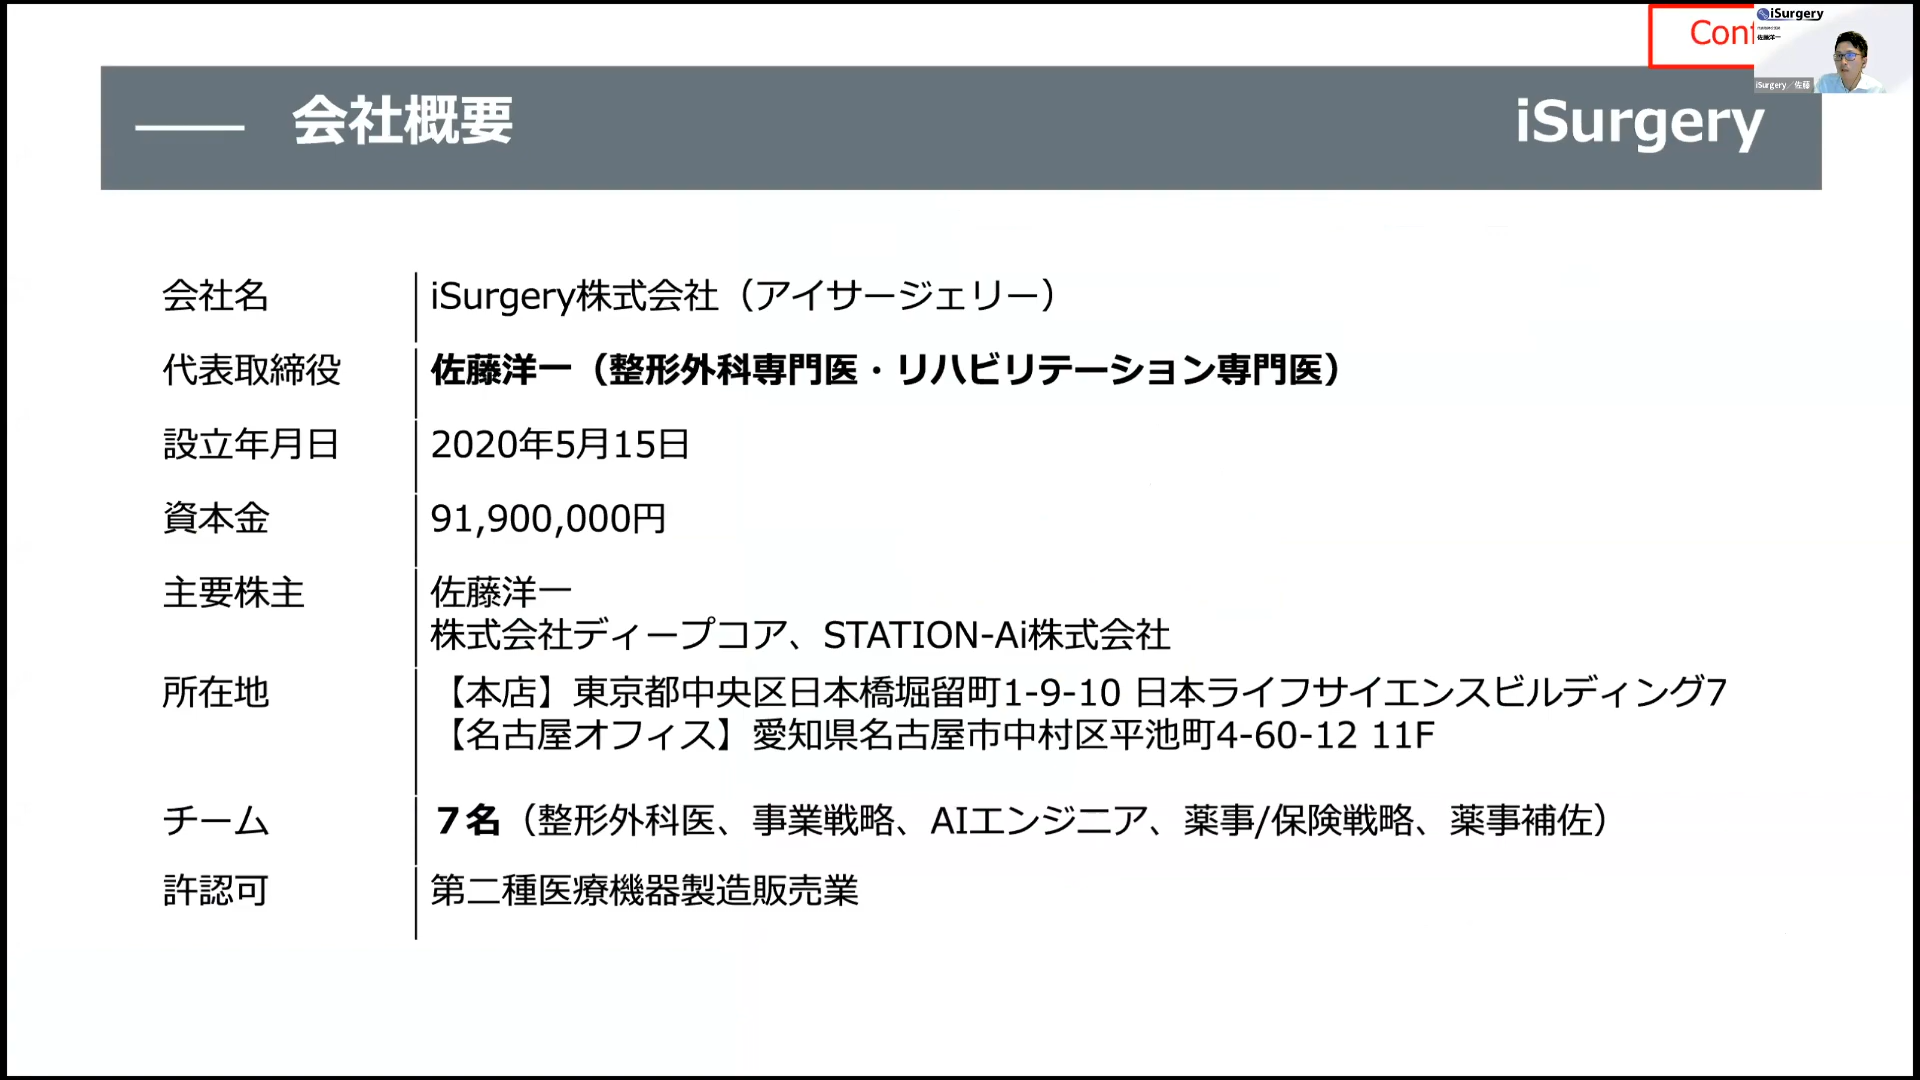 Con
iSurgery
佐藤洋一
iSurgery／佐藤
会社概要
iSurgery
会社名
iSurgery株式会社（アイサージェリー）
代表取締役
佐藤洋一（整形外科専門医・リハビリテーション専門医）
設立年月日
2020年5月15日
資本金
91,900,000円
主要株主
佐藤洋一
株式会社ディープコア、STATION-Ai株式会社
所在地
【本店】東京都中央区日本橋堀留町1-9-10 日本ライフサイエンスビルディング7
【名古屋オフィス】愛知県名古屋市中村区平池町4-60-12 11F
チーム
７名（整形外科医、事業戦略、AIエンジニア、薬事/保険戦略、薬事補佐）
許認可
第二種医療機器製造販売業